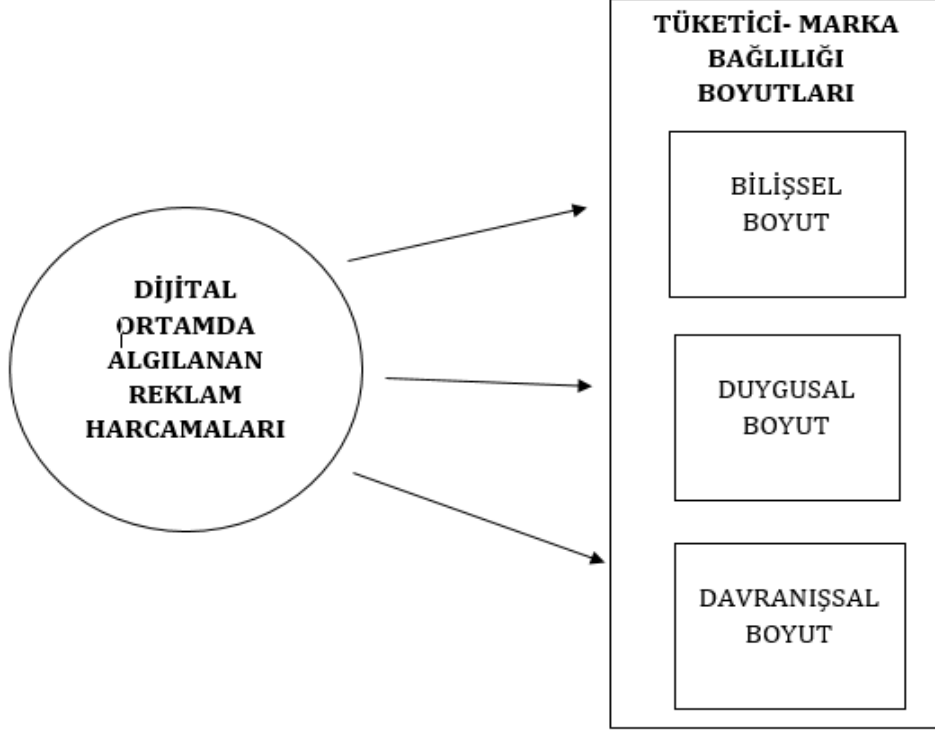 TÜKETİCİ- MARKA
BAĞLILIĞI
BOYUTLARI
BİLİŞSEL
BOYUT
DİJİTAL
ORTAMDA
ALGILANAN
REKLAM
HARCAMALARI
DUYGUSAL
BOYUT
DAVRANIŞSAL
BOYUT